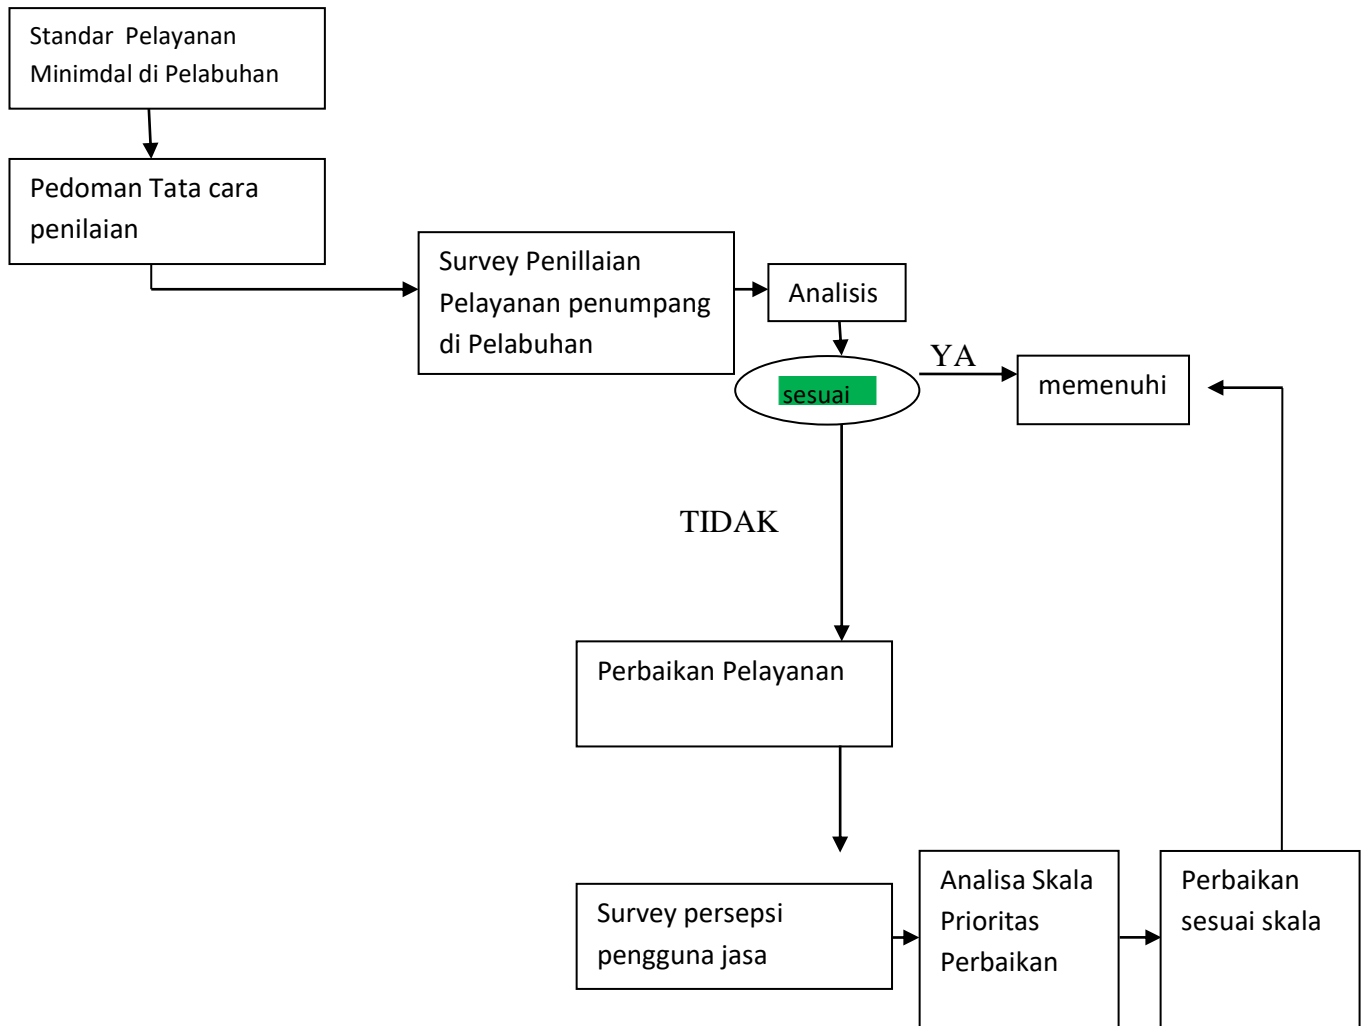 Standar Pelayanan
Minimdal di Pelabuhan
Pedoman Tata cara
penilaian
Survey Penillaian
Pelayanan penumpang
di Pelabuhan
Analisis
sesuai
YA
memenuhi
TIDAK
Perbaikan Pelayanan
Survey persepsi
pengguna jasa
Analisa Skala
Prioritas
Perbaikan
Perbaikan
sesuai skala